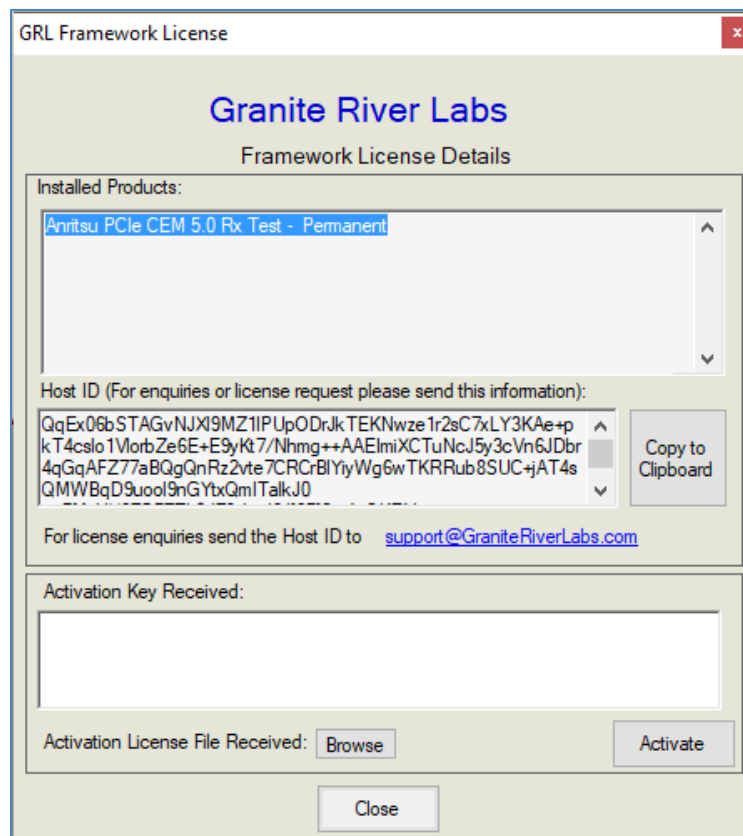 GRL Framework License
x
Granite River Labs
Framework License Details
Installed Products:
Anritsu PCIe CEM 5.0 Rx Test - Permanent
Host ID (For enquiries or license request please send this information):
QqEx06bSTAGvNJXl9MZ1lPUpODrJkTEKNwze1r2sC7xLY3KAe+p
kT4cslo1VlorbZe6E+E9yKt7/Nhmg++AAElmiXCTuNcJ5y3cVn6JDbr
4qGqAFZ77aBQgQnRz2vte7CRCrBlYiyWg6wTKRRub8SUC+jAT4s
QMWBqD9uool9nGYtxQmITalkJ0
Copy to
Clipboard
For license enquiries send the Host ID to support@GraniteRiverLabs.com
Activation Key Received:
Activation License File Received: Browse
Activate
Close